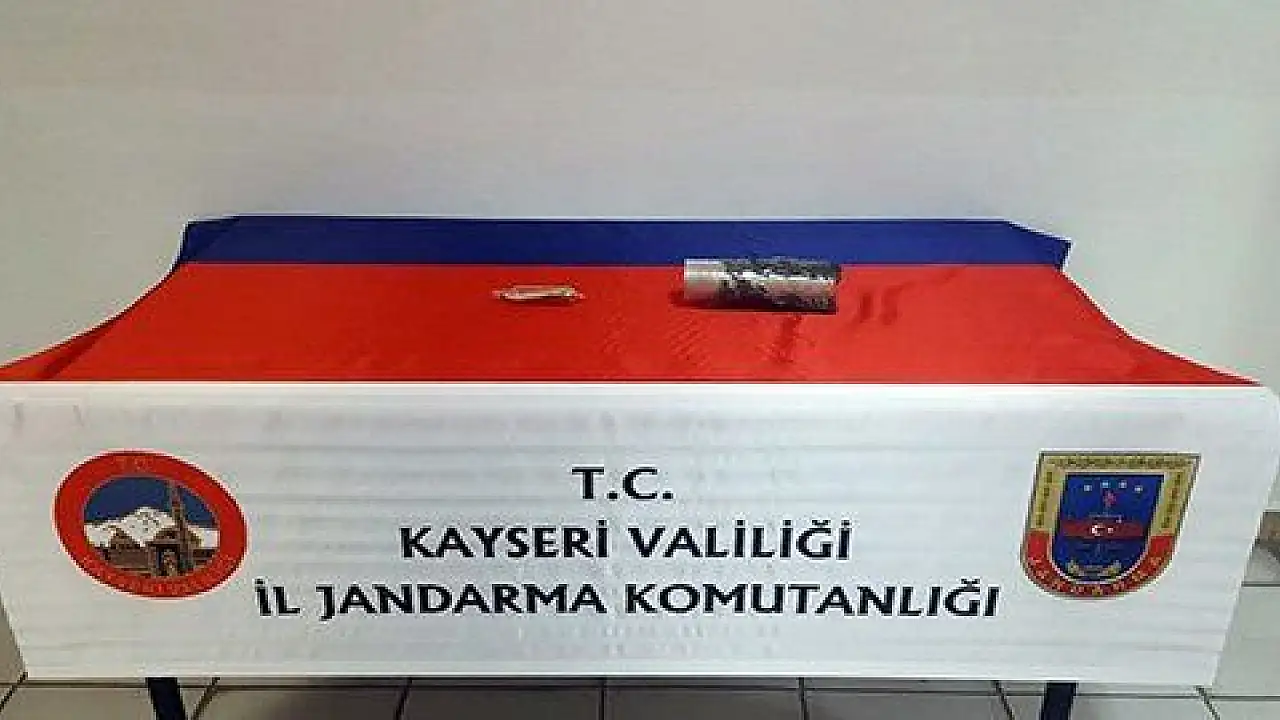 T.C.
KAYSERİ VALİLİĞİ
İL JANDARMA KOMUTANLIĞI